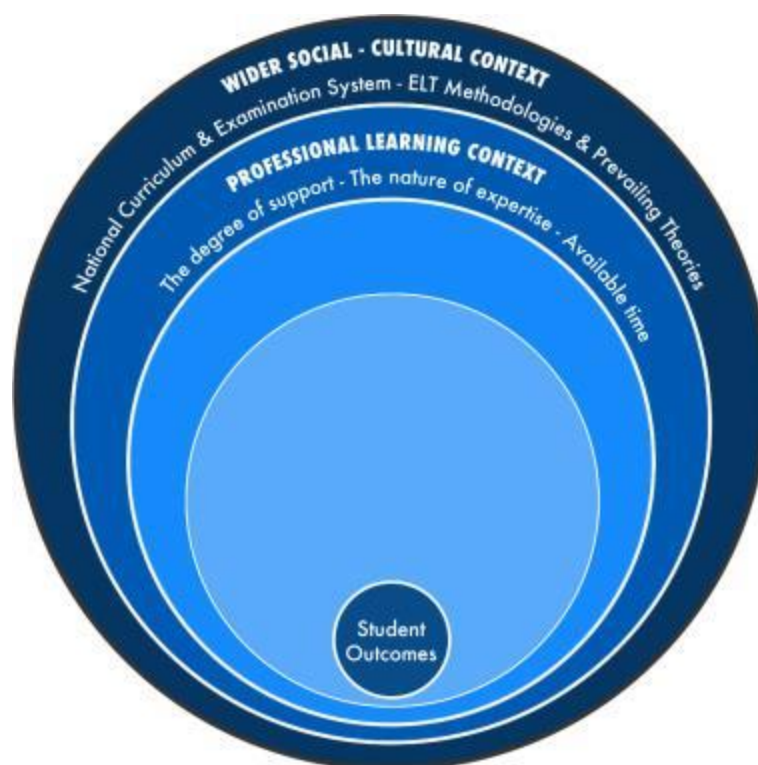 WIDER SOCIAL - CULTURAL CONTEXT
National Curriculum & Examination System - ELT Methodologies & Prevailing Theories
PROFESSIONAL LEARNING CONTEXT
The degree of support - The nature of expertise - Available time
Student
Outcomes